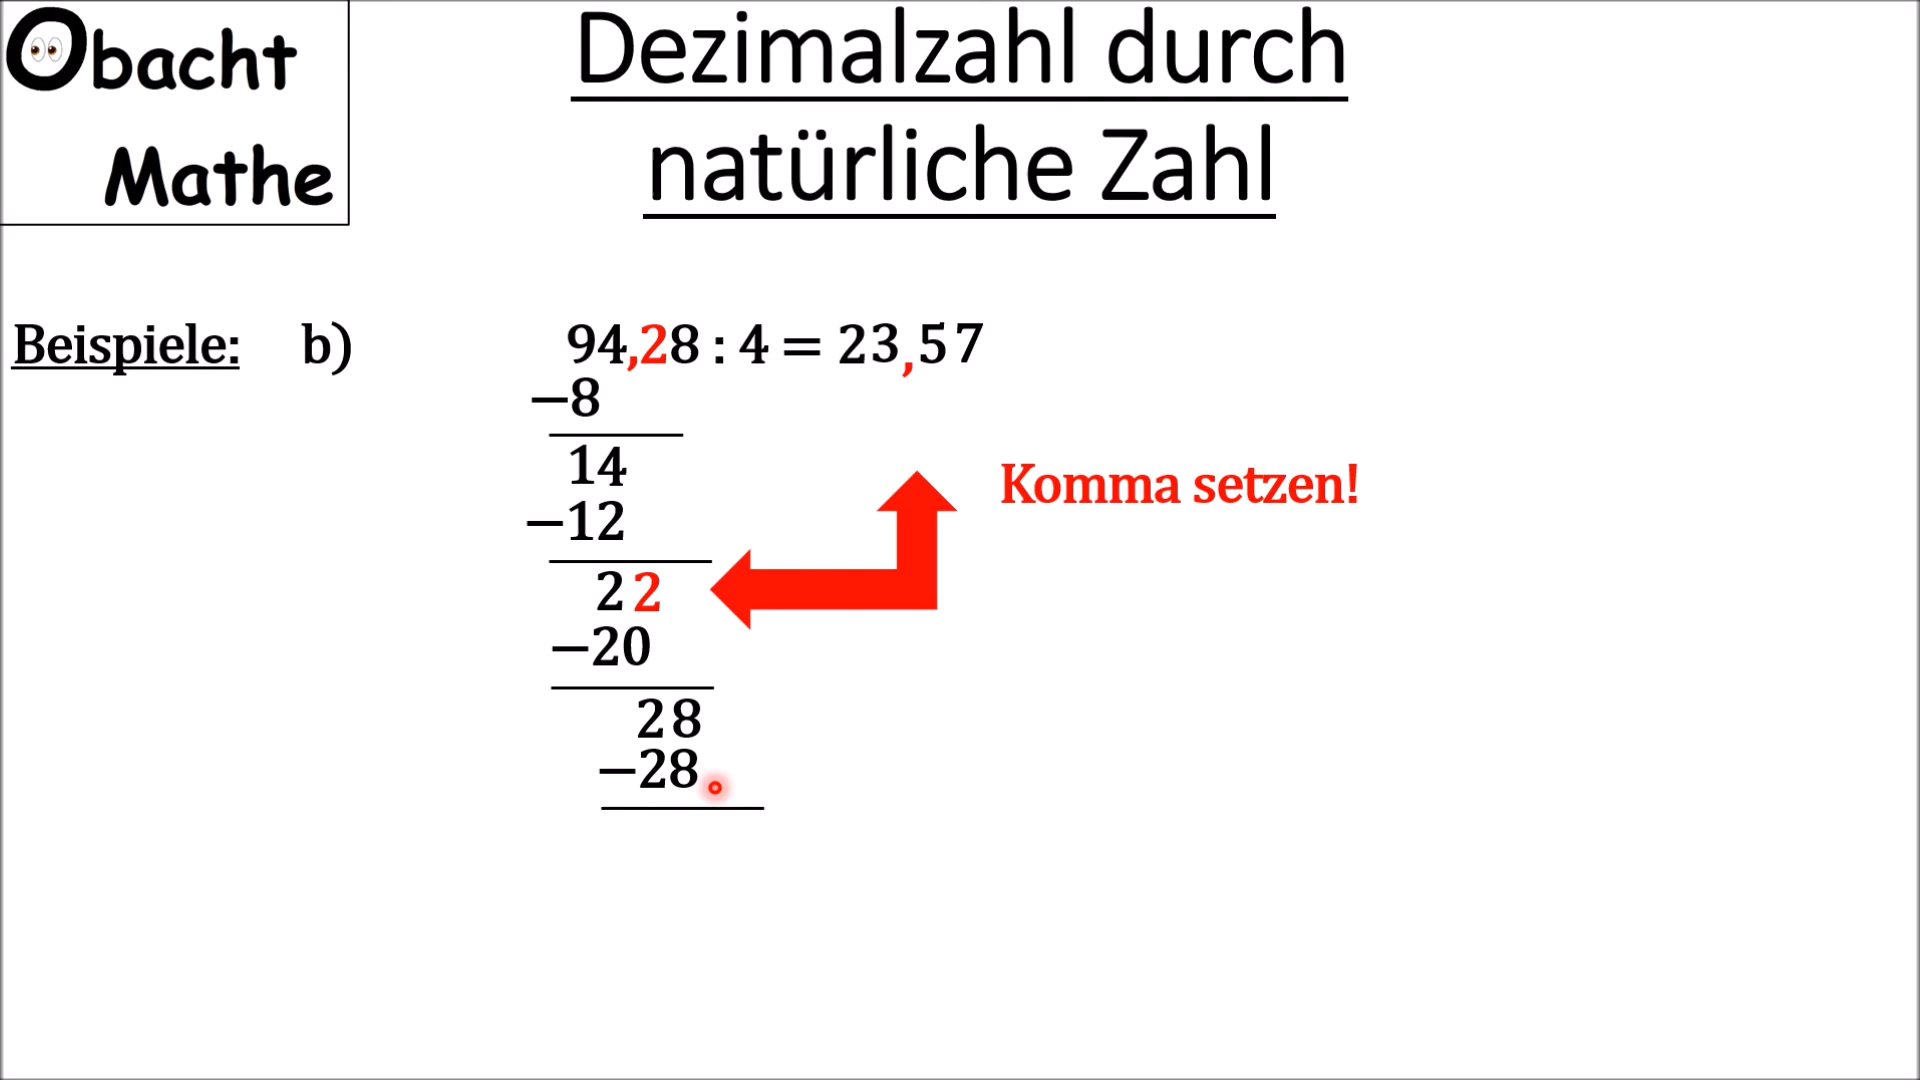 Obacht
Mathe
Dezimalzahl durch
natürliche Zahl
Beispiele: b) 94,28 : 4 = 23,57
−8
14
Komma setzen!
−12
22
−20
28
−28